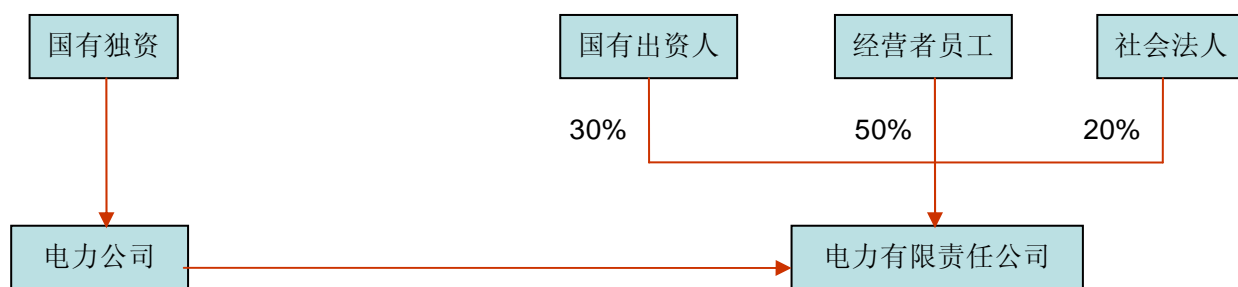 国有独资
国有出资人
经营者员工
社会法人
30%
50%
20%
电力公司
电力有限责任公司